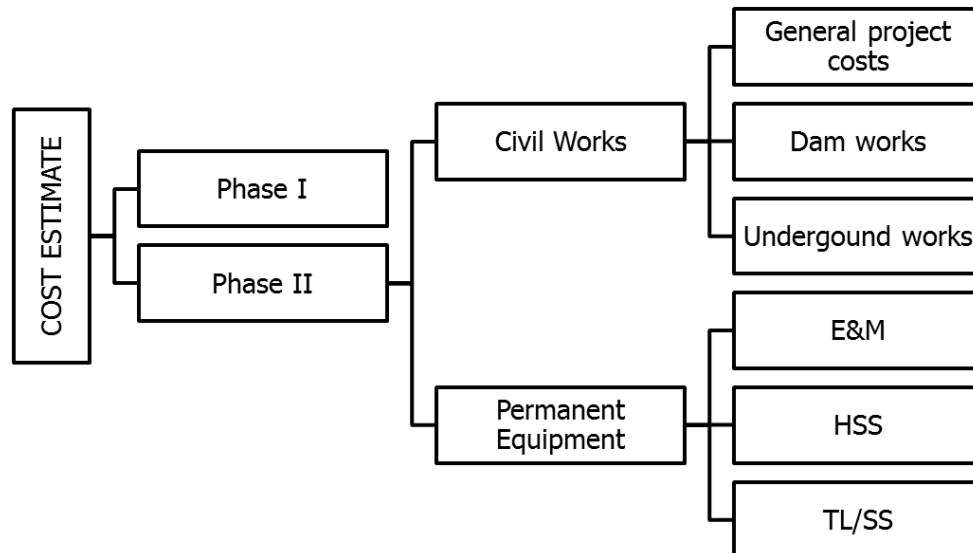 COST ESTIMATE
Phase I
Phase II
Civil Works
Permanent
Equipment
General project
costs
Dam works
Undergound works
E&M
HSS
TL/SS